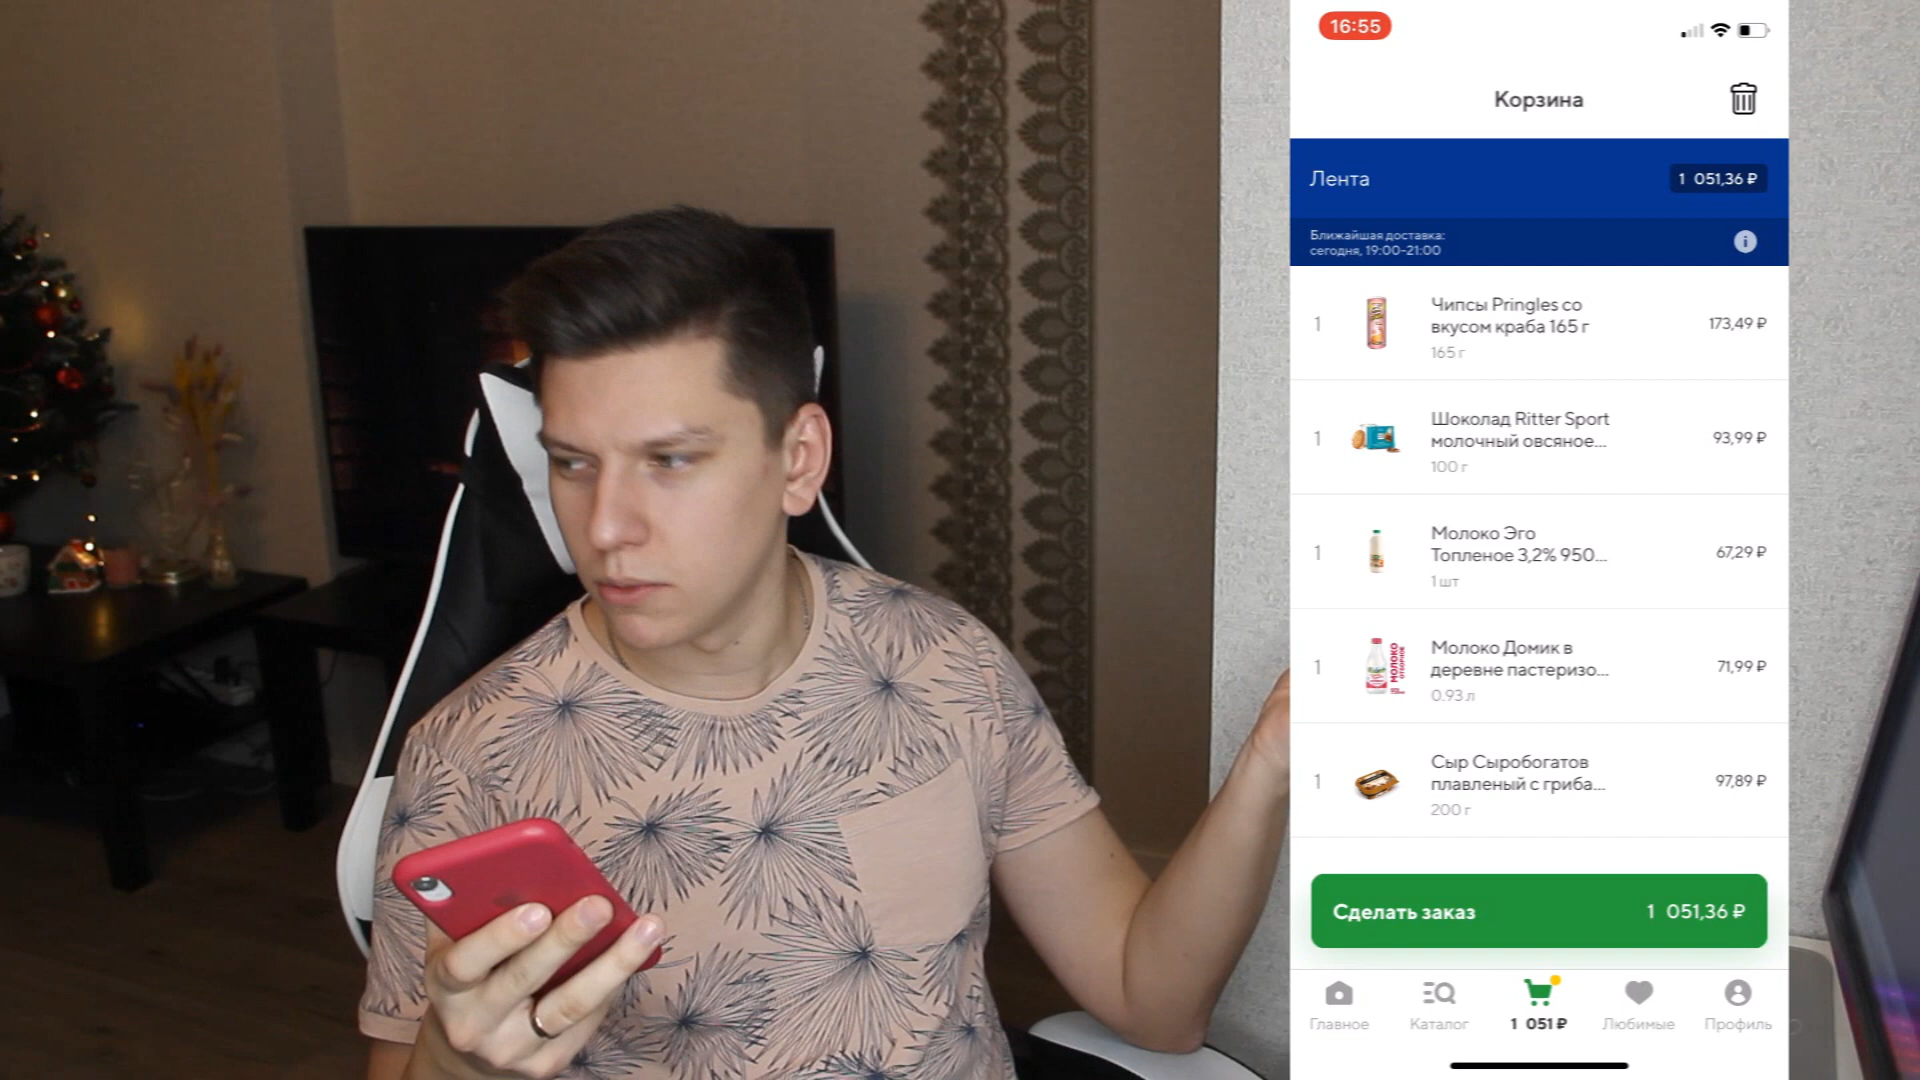 16:55
Корзина
Лента
1 051,36 ₽
Ближайшая доставка:
сегодня, 19:00-21:00
1
Чипсы Pringles со
вкусом краба 165 г
165 г
173,49 ₽
1
Шоколад Ritter Sport
молочный овсяное...
100 г
93,99 ₽
1
Молоко Эго
Топленое 3,2% 950...
1 шт
67,29 ₽
1
МОЛОКО
Молоко Домик в
деревне пастеризо...
0.93 л
71,99 ₽
1
Сыр Сыробогатов
плавленый с гриба...
200 г
97,89 ₽
Сделать заказ
1 051,36 ₽
Главное
Каталог
1 051 ₽
Любимые
Профиль